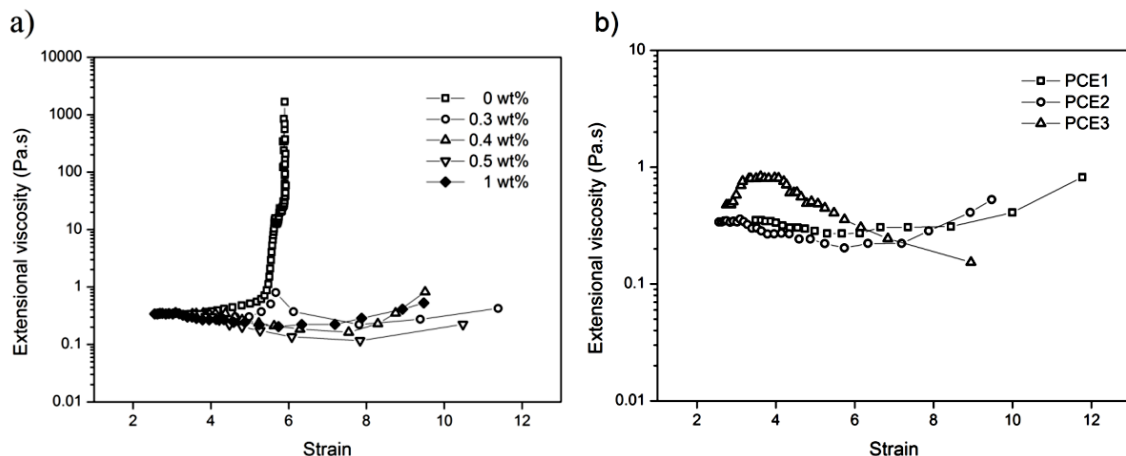 a)
10000
1000
100
10
1
0.1
0.01
Extensional viscosity (Pa.s)
2 4 6 8 10 12
Strain
0 wt%
0.3 wt%
0.4 wt%
0.5 wt%
1 wt%
b)
10
1
0.1
0.01
Extensional viscosity (Pa.s)
2 4 6 8 10 12
Strain
PCE1
PCE2
PCE3